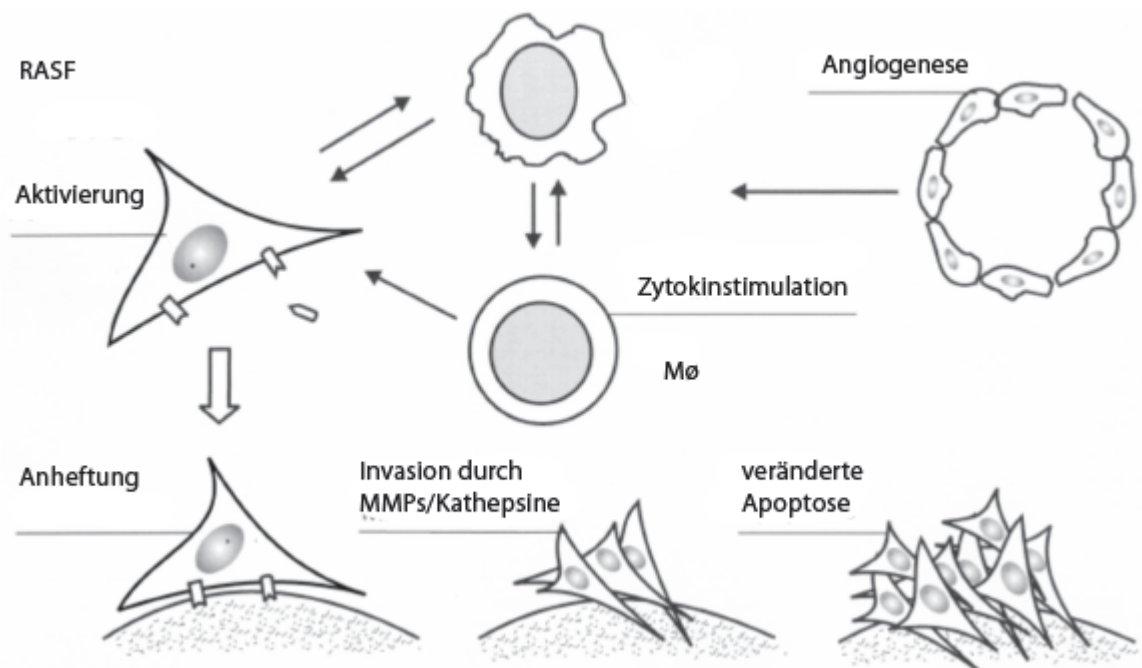 RASF
Angiogenese
Aktivierung
Zytokinstimulation
Mø
Anheftung
Invasion durch
MMPs/Kathepsine
veränderte
Apoptose